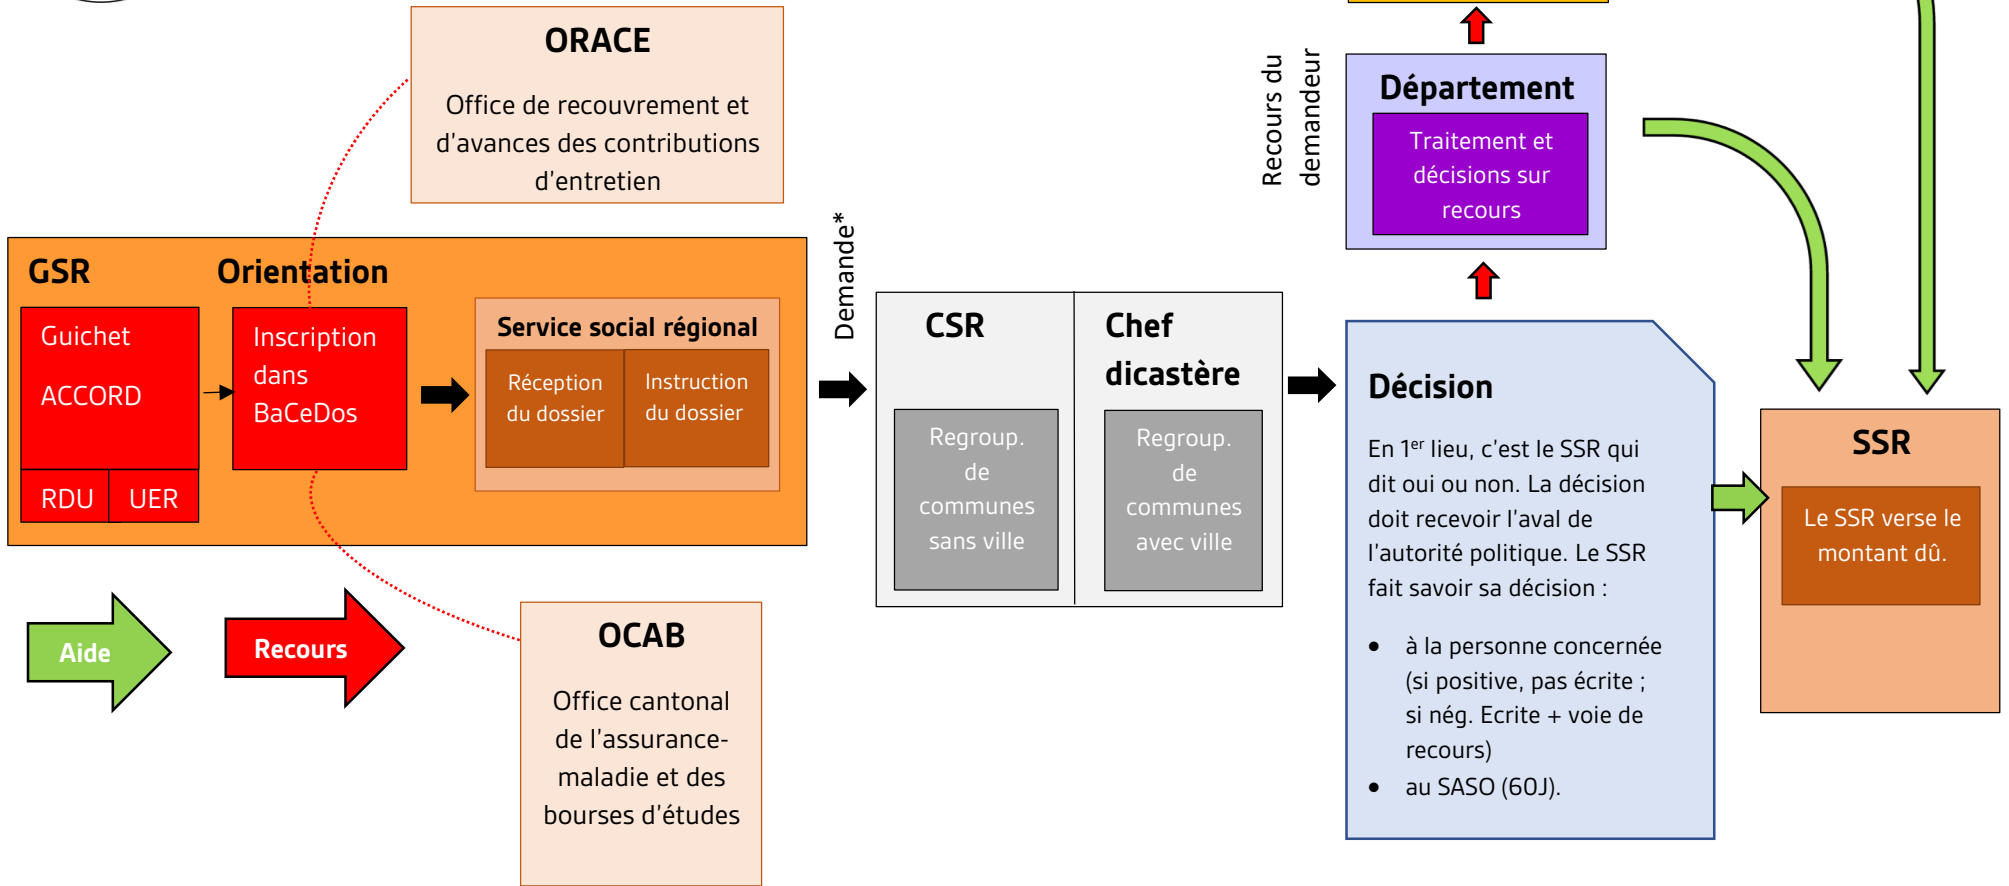 ORACE
Office de recouvrement et
d'avances des contributions
d'entretien
GSR
Orientation
Guichet
ACCORD
RDU
UER
Inscription
dans
BaCeDos
Service social régional
Réception
du dossier
Instruction
du dossier
Demande*
Aide
Recours
OCAB
Office cantonal
de l'assurance-
maladie et des
bourses d'études
CSR
Regroup.
de
communes
sans ville
Chef
dicastère
Regroup.
de
communes
avec ville
Recours du
demandeur
Département
Traitement et
décisions sur
recours
Décision
En 1er lieu, c'est le SSR qui
dit oui ou non. La décision
doit recevoir l'aval de
l'autorité politique. Le SSR
fait savoir sa décision :
• à la personne concernée
(si positive, pas écrite ;
si nég. Ecrite + voie de
recours)
• au SASO (60J).
SSR
Le SSR verse le
montant dû.